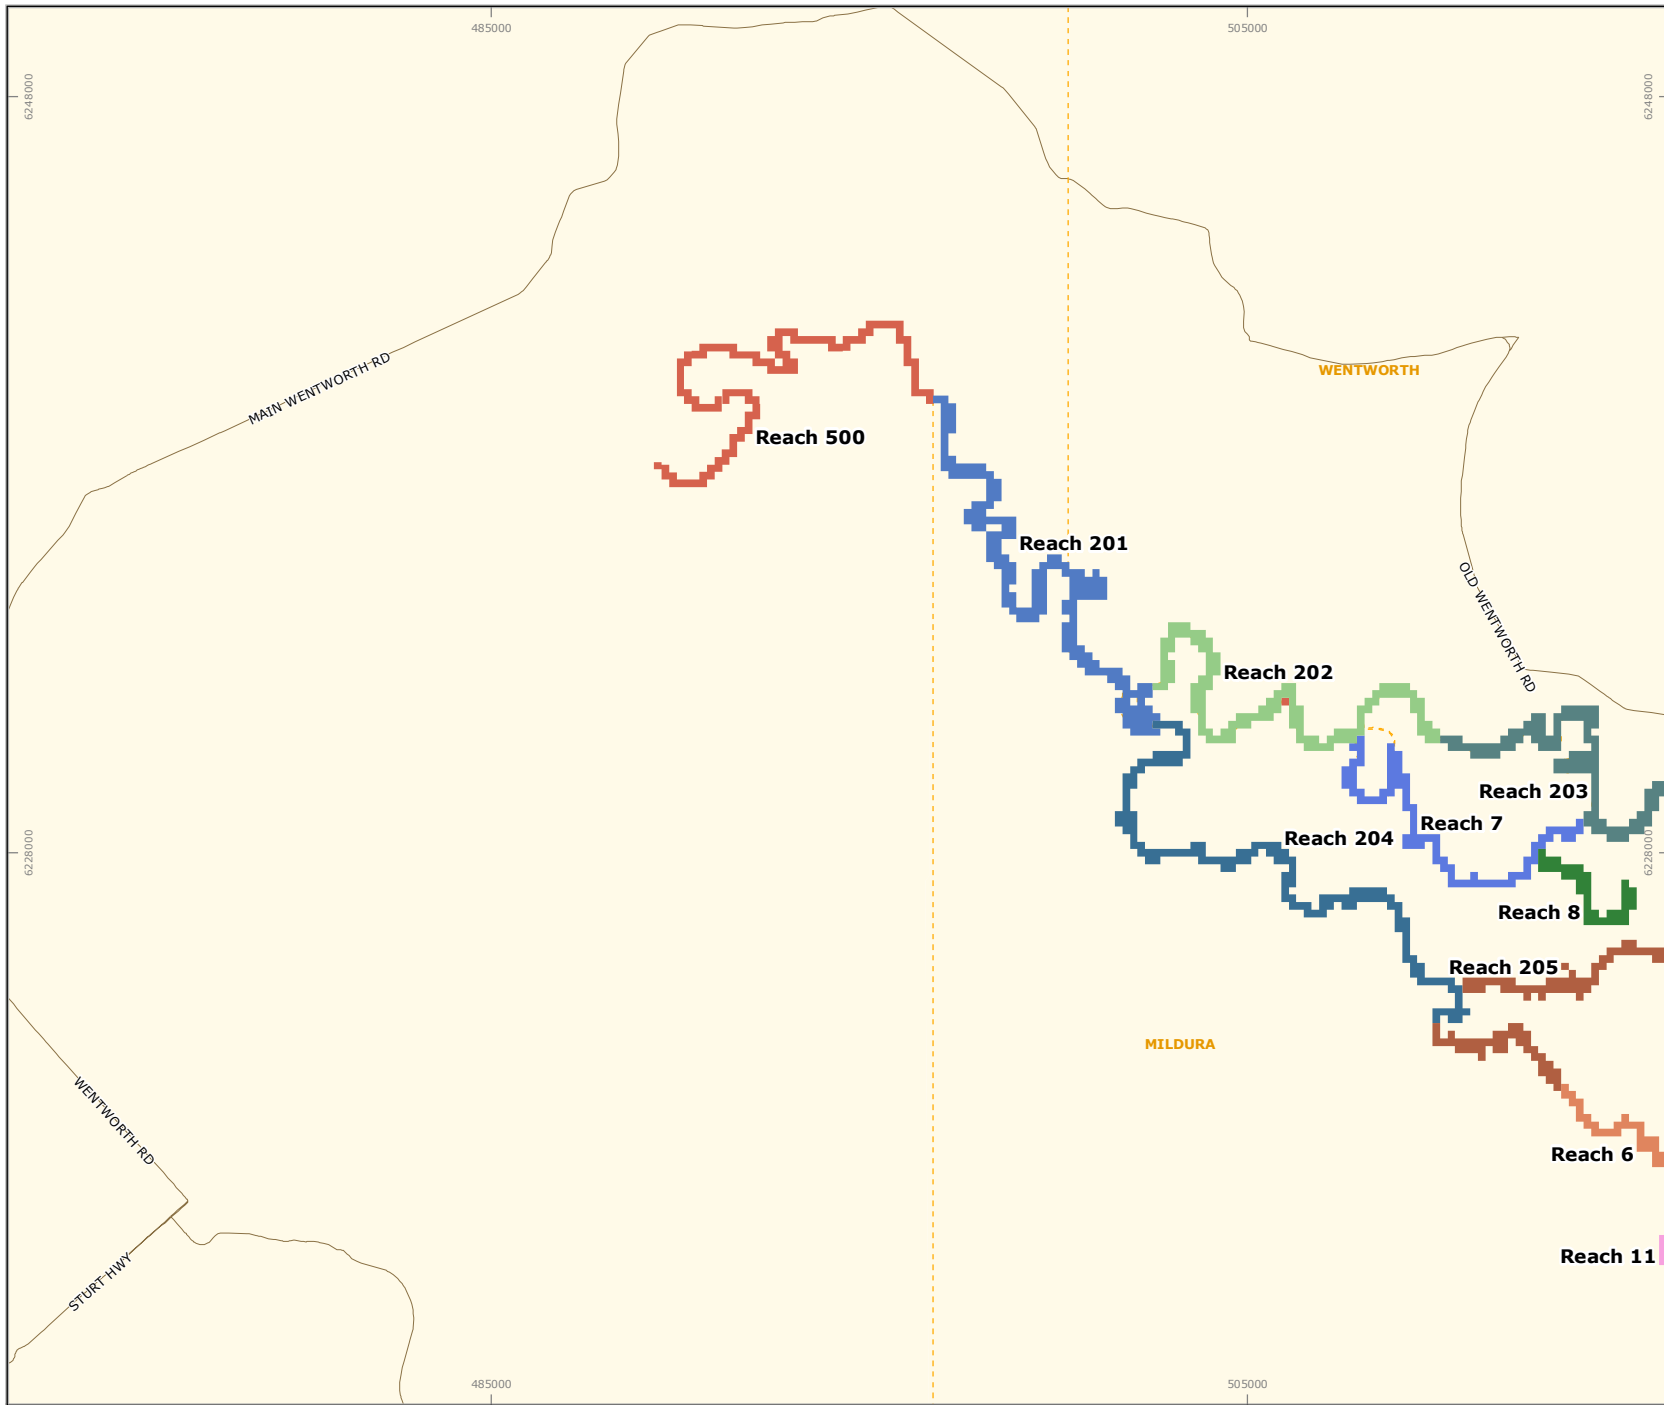 485000
505000
6248000
6248000
MAIN WENTWORTH RD
WENTWORTH
Reach 500
Reach 201
OLD WENTWORTH RD
Reach 202
Reach 203
Reach 7
Reach 204
6228000
6228000
Reach 8
Reach 205
MILDURA
WENTWORTH RD
Reach 6
STURT HWY
Reach 11
485000
505000